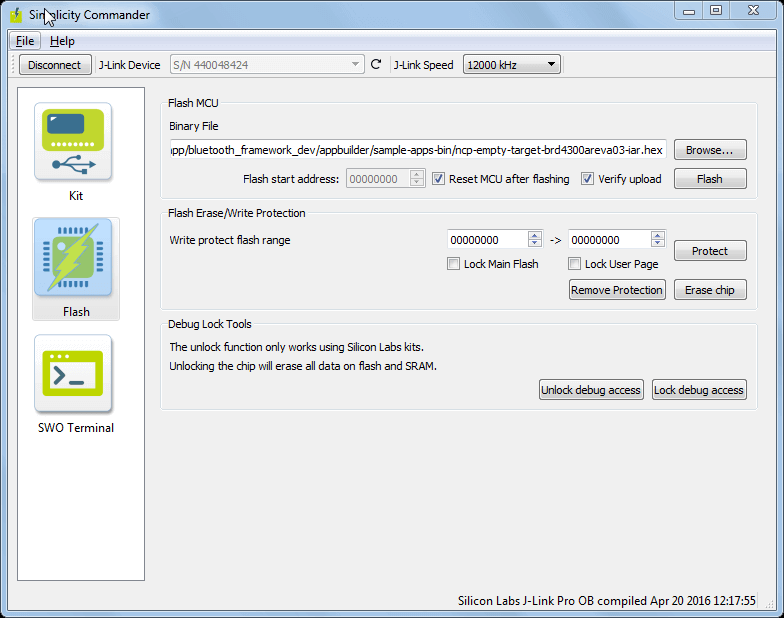 Simplicity Commander
File Help
Disconnect J-Link Device S/N 440048424 J-Link Speed 12000 kHz
Kit
Flash
SWO Terminal
Flash MCU
Binary File
app/bluetooth_framework_dev/appbuilder/sample-apps-bin/ncp-empty-target-brd4300areva03-iar.hex Browse...
Flash start address: 00000000 Reset MCU after flashing Verify upload Flash
Flash Erase/Write Protection
Write protect flash range 00000000 -> 00000000 Protect
Lock Main Flash Lock User Page
Remove Protection Erase chip
Debug Lock Tools
The unlock function only works using Silicon Labs kits.
Unlocking the chip will erase all data on flash and SRAM.
Unlock debug access Lock debug access
Silicon Labs J-Link Pro OB compiled Apr 20 2016 12:17:55